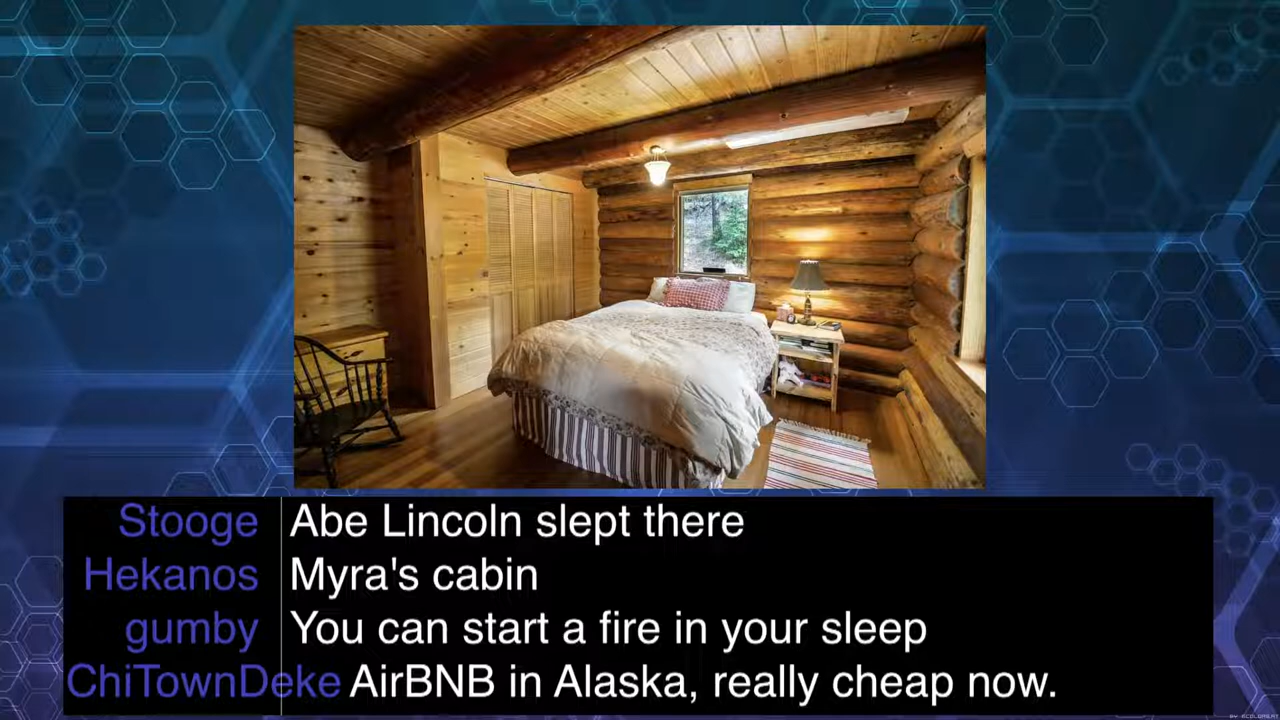 Stooge Abe Lincoln slept there
Hekanos Myra's cabin
gumby You can start a fire in your sleep
ChiTownDeke AirBNB in Alaska, really cheap now.